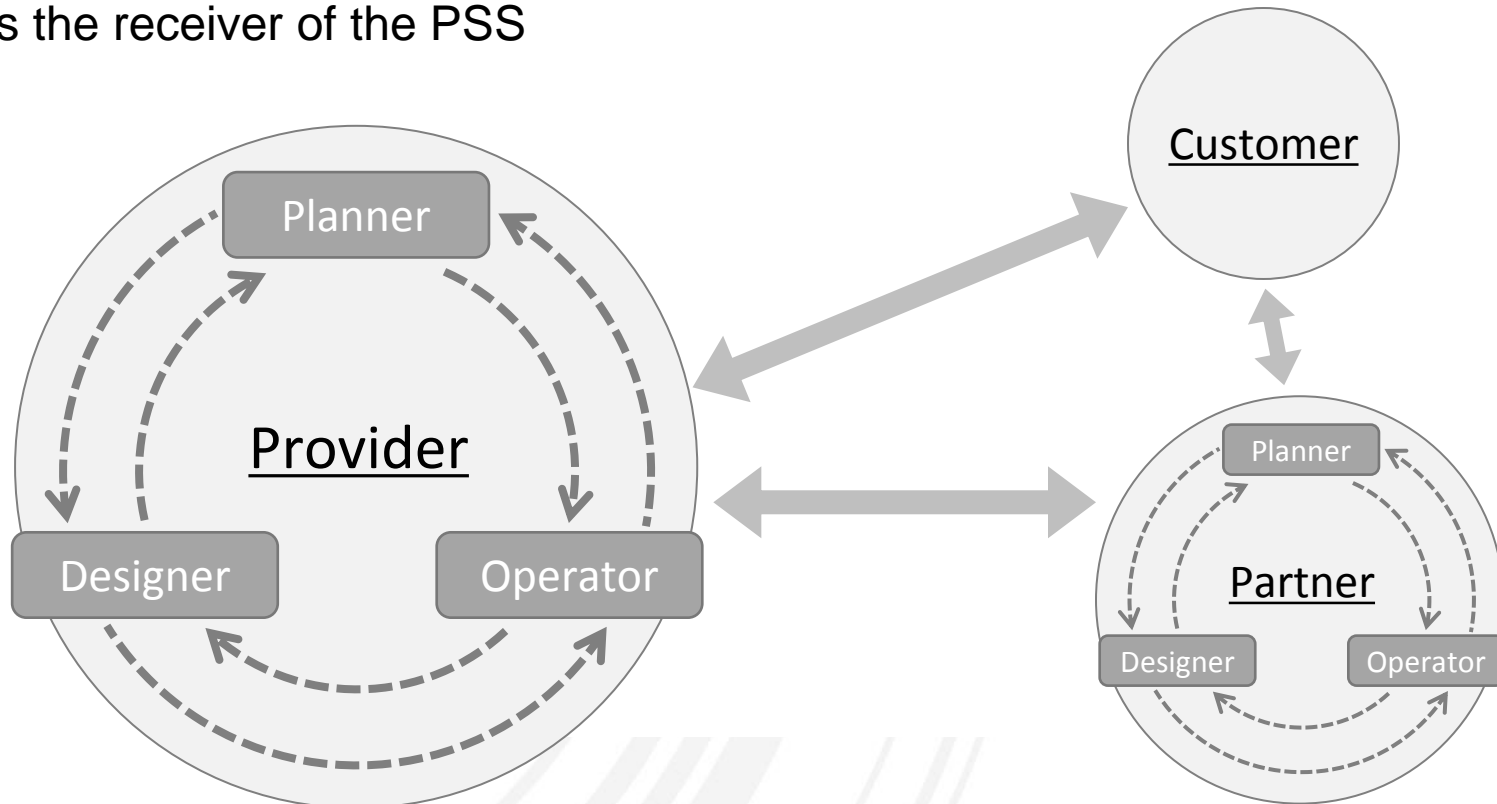 s the receiver of the PSS
Customer
Planner
Provider
Designer
Operator
Planner
Partner
Designer
Operator